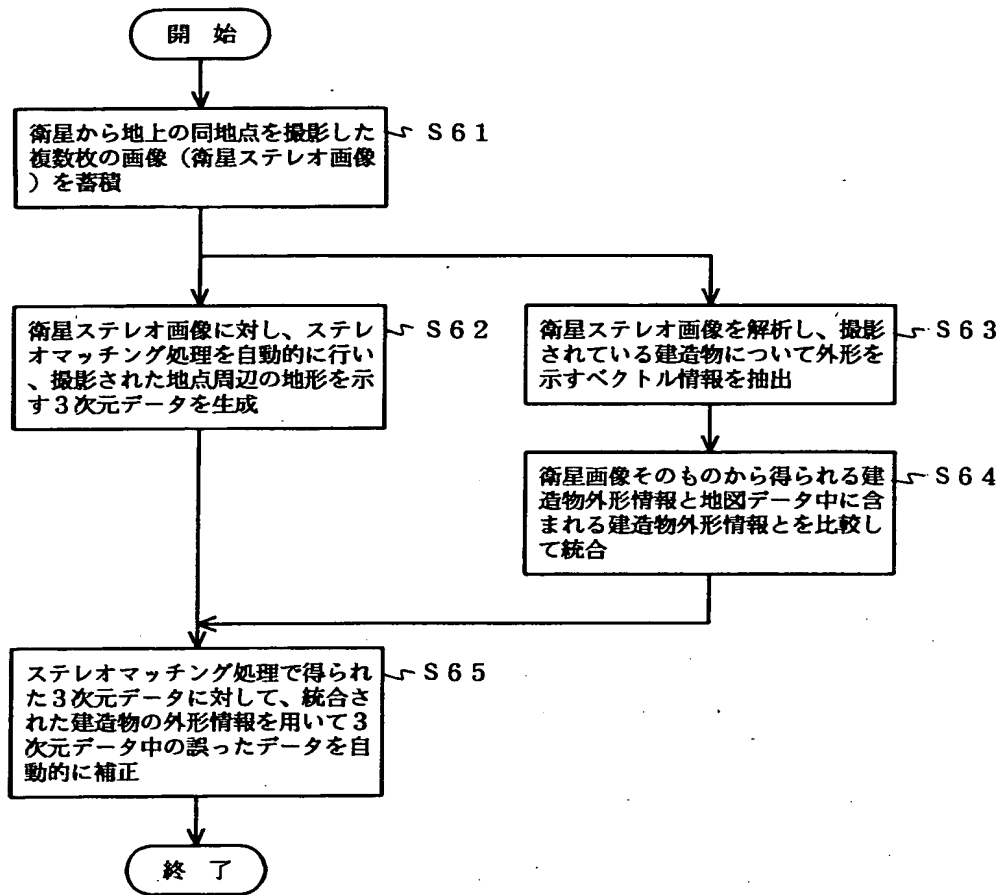 開 始
衛星から地上の同地点を撮影した
複数枚の画像（衛星ステレオ画像
）を蓄積
S61
衛星ステレオ画像に対し、ステレ
オマッチング処理を自動的に行い
、撮影された地点周辺の地形を示
す3次元データを生成
S62
衛星ステレオ画像を解析し、撮影
されている建造物について外形を
示すベクトル情報を抽出
S63
衛星画像そのものから得られる建
造物外形情報と地図データ中に含
まれる建造物外形情報とを比較し
て統合
S64
ステレオマッチング処理で得られ
た3次元データに対して、統合さ
れた建造物の外形情報を用いて3
次元データ中の誤ったデータを自
動的に補正
S65
終 了